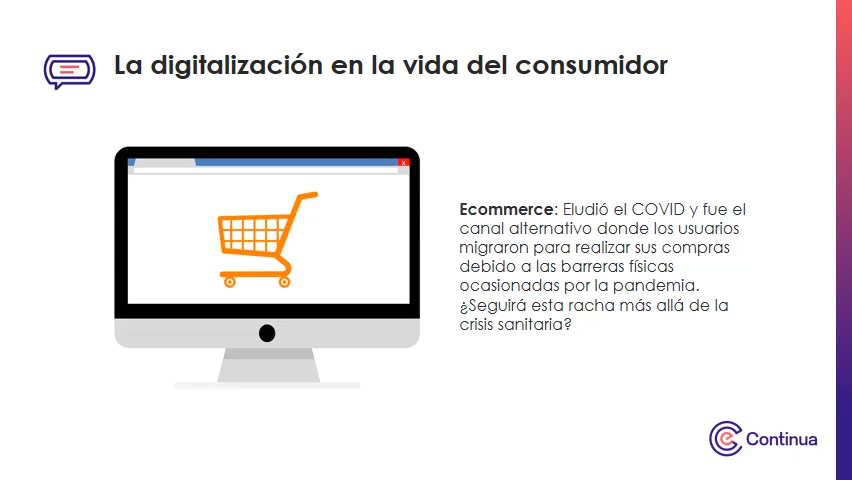 La digitalización en la vida del consumidor
X
Ecommerce: Eludió el COVID y fue el
canal alternativo donde los usuarios
migraron para realizar sus compras
debido a las barreras físicas
ocasionadas por la pandemia.
¿Seguirá esta racha más allá de la
crisis sanitaria?
Continua